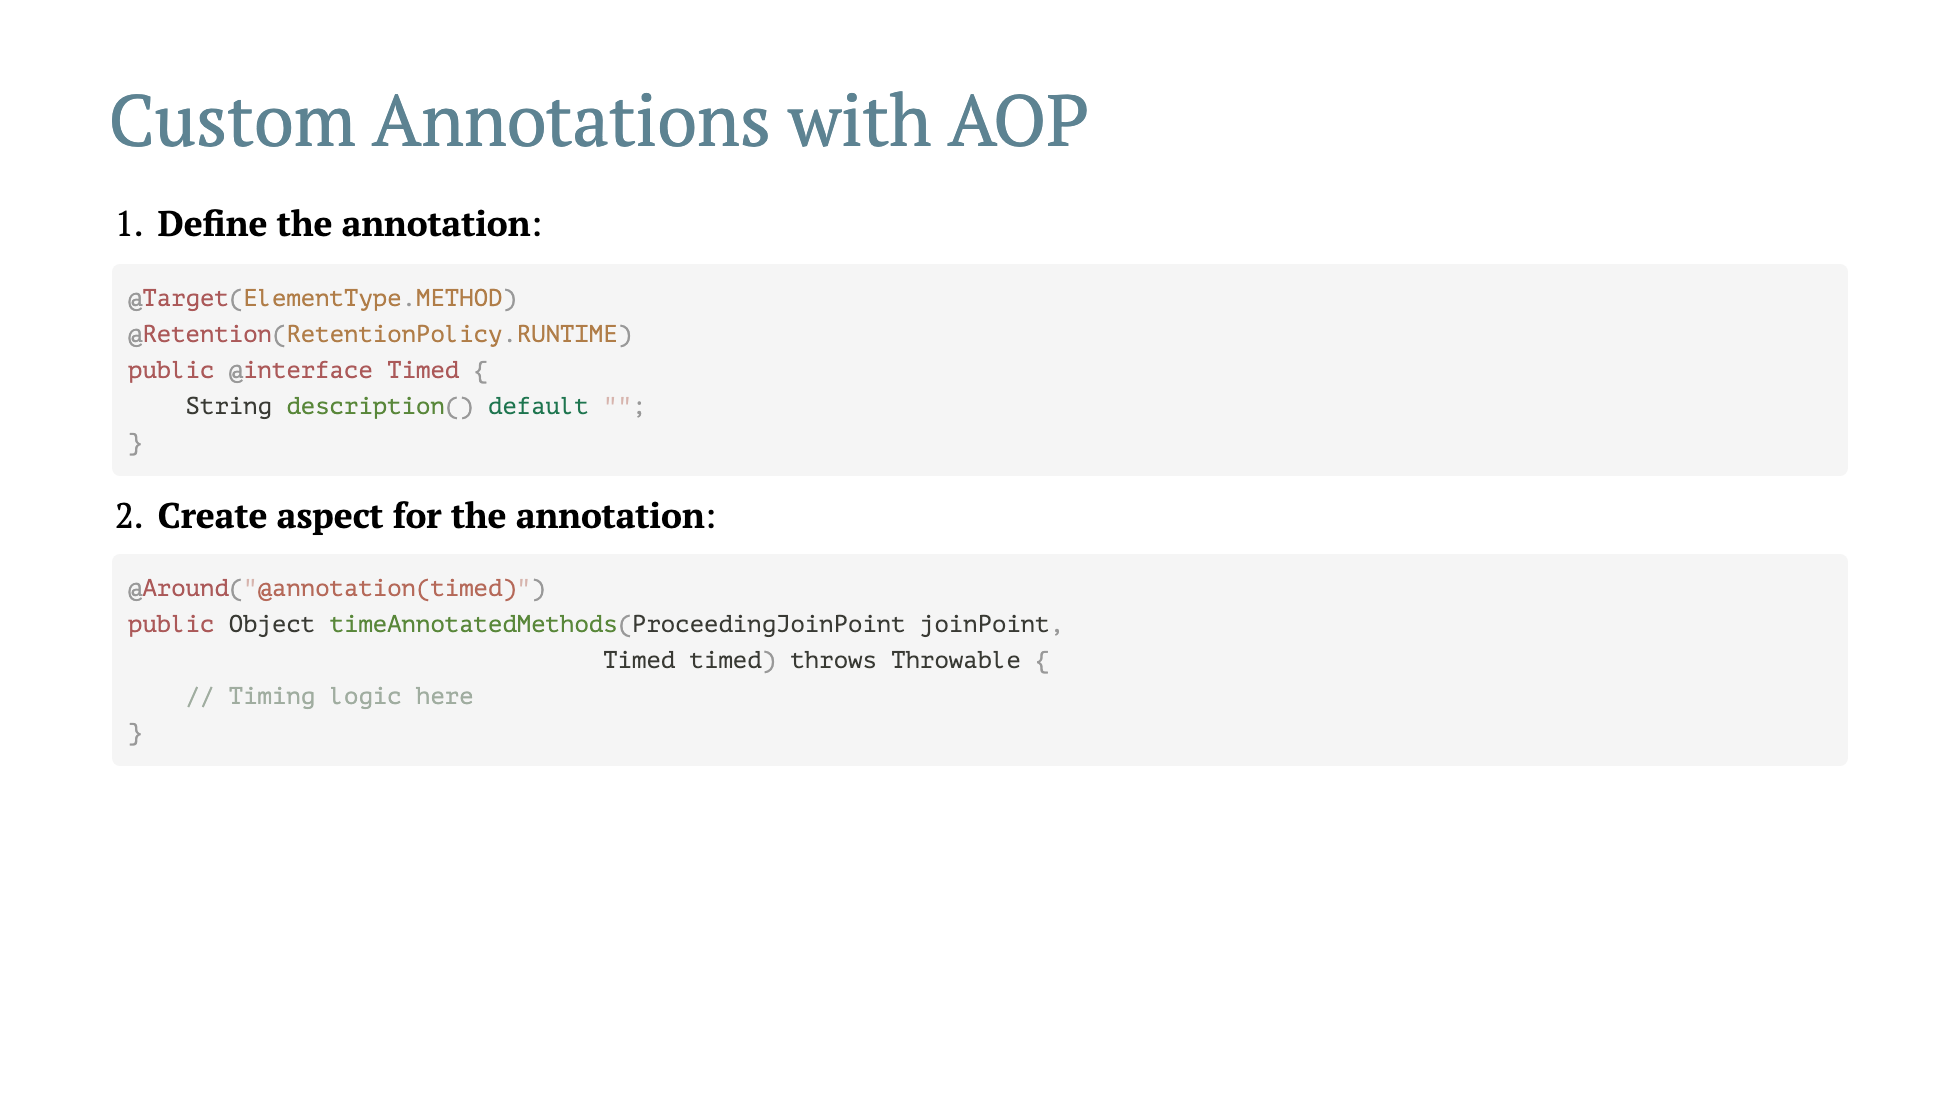 Custom Annotations with AOP
1. Define the annotation:
@Target(ElementType.METHOD)
@Retention(RetentionPolicy.RUNTIME)
public @interface Timed {
    String description() default "";
}
2. Create aspect for the annotation:
@Around("@annotation(timed)")
public Object timeAnnotatedMethods(ProceedingJoinPoint joinPoint,
                                 Timed timed) throws Throwable {
    // Timing logic here
}